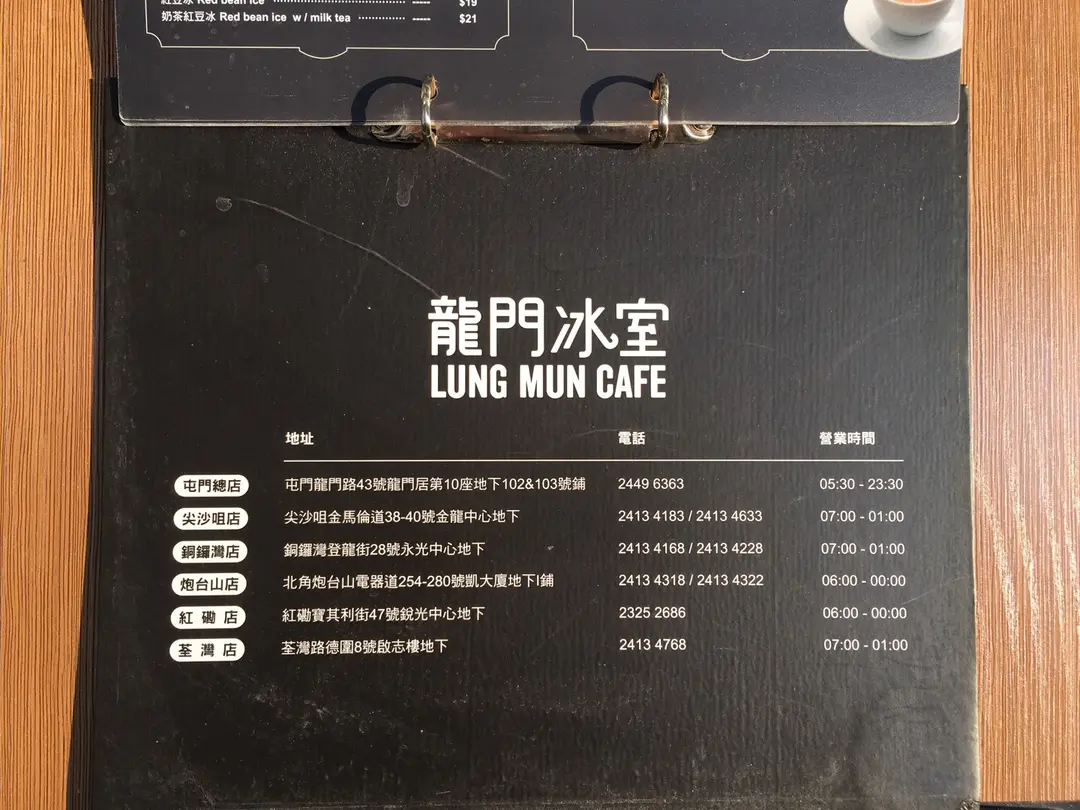 紅豆冰 Red bean ice ----- $19
奶茶紅豆冰 Red bean ice w / milk tea ----- $21
龍門冰室
LUNG MUN CAFE
地址 電話 營業時間
屯門總店 屯門龍門路43號龍門居第10座地下102&103號鋪 2449 6363 05:30 - 23:30
尖沙咀店 尖沙咀金馬倫道38-40號金龍中心地下 2413 4183 / 2413 4633 07:00 - 01:00
銅鑼灣店 銅鑼灣登龍街28號永光中心地下 2413 4168 / 2413 4228 07:00 - 01:00
炮台山店 北角炮台山電器道254-280號凱大廈地下I鋪 2413 4318 / 2413 4322 06:00 - 00:00
紅磡店 紅磡寶其利街47號銳光中心地下 2325 2686 06:00 - 00:00
荃灣店 荃灣路德圍8號啟志樓地下 2413 4768 07:00 - 01:00